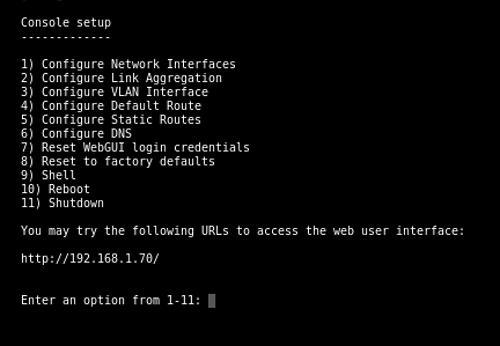 Console setup
-------------
1) Configure Network Interfaces
2) Configure Link Aggregation
3) Configure VLAN Interface
4) Configure Default Route
5) Configure Static Routes
6) Configure DNS
7) Reset WebGUI login credentials
8) Reset to factory defaults
9) Shell
10) Reboot
11) Shutdown
You may try the following URLs to access the web user interface:
http://192.168.1.70/
Enter an option from 1-11: